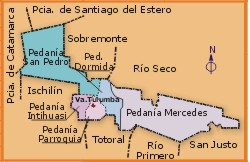 Pcia. de Santiago del Estero
Pcia. de Catamarca
Sobremonte
Pedanía
San Pedro
Ped.
Dormida
Río Seco
N
Ischilín
Va.Tulumba
Pedanía
Intihuasi
Pedanía Mercedes
Pedanía
Parroquia
Totoral
Río
Primero
San Justo